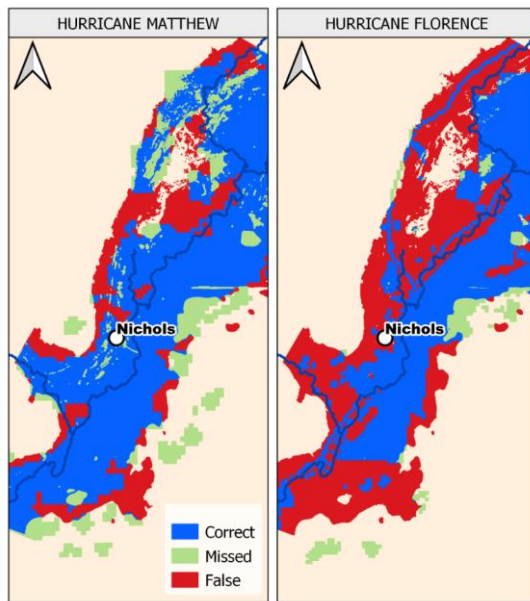 HURRICANE MATTHEW
HURRICANE FLORENCE
Nichols
Nichols
Correct
Missed
False